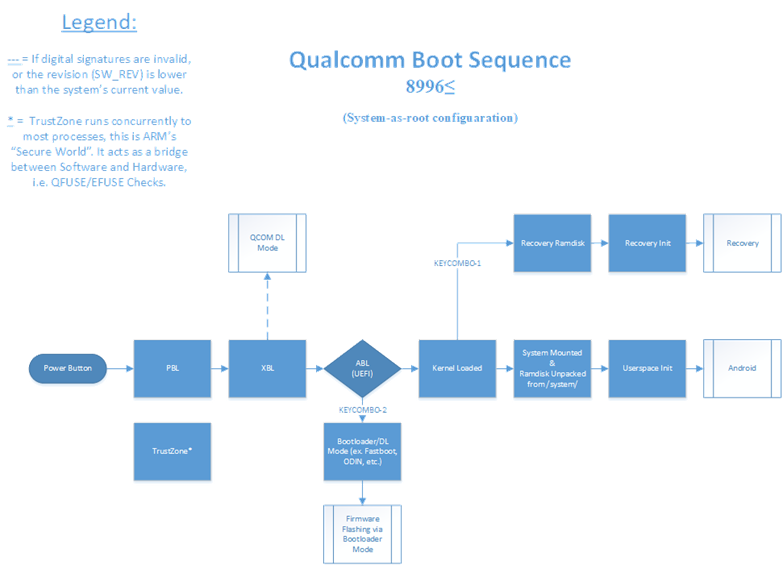 Legend:
--- = If digital signatures are invalid,
or the revision (SW_REV) is lower
than the system's current value.
* = TrustZone runs concurrently to
most processes, this is ARM's
"Secure World". It acts as a bridge
between Software and Hardware,
i.e. QFUSE/EFUSE Checks.
Qualcomm Boot Sequence
8996≤
(System-as-root configuaration)
QCOM DL
Mode
KEYCOMBO-1
Recovery Ramdisk
Recovery Init
Recovery
Power Button
PBL
XBL
ABL
(UEFI)
Kernel Loaded
System Mounted
&
Ramdisk Unpacked
from /system/
Userspace Init
Android
KEYCOMBO-2
TrustZone*
Bootloader/DL
Mode (ex. Fastboot,
ODIN, etc.)
Firmware
Flashing via
Bootloader
Mode